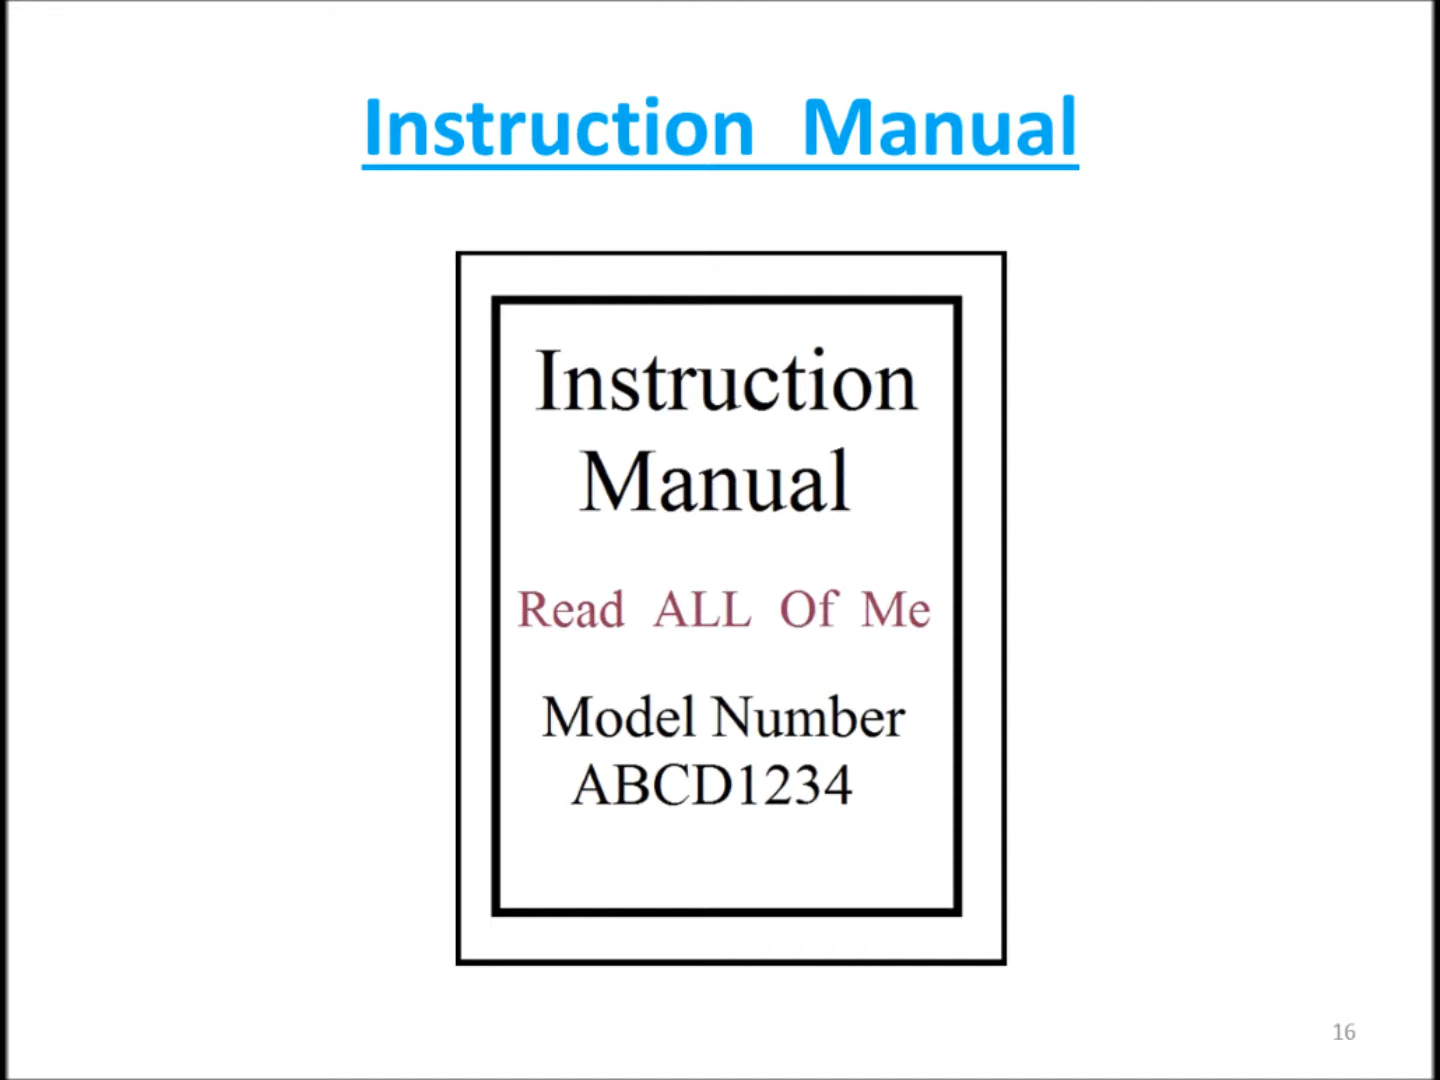 Instruction Manual
Instruction
Manual
Read ALL Of Me
Model Number
ABCD1234
16